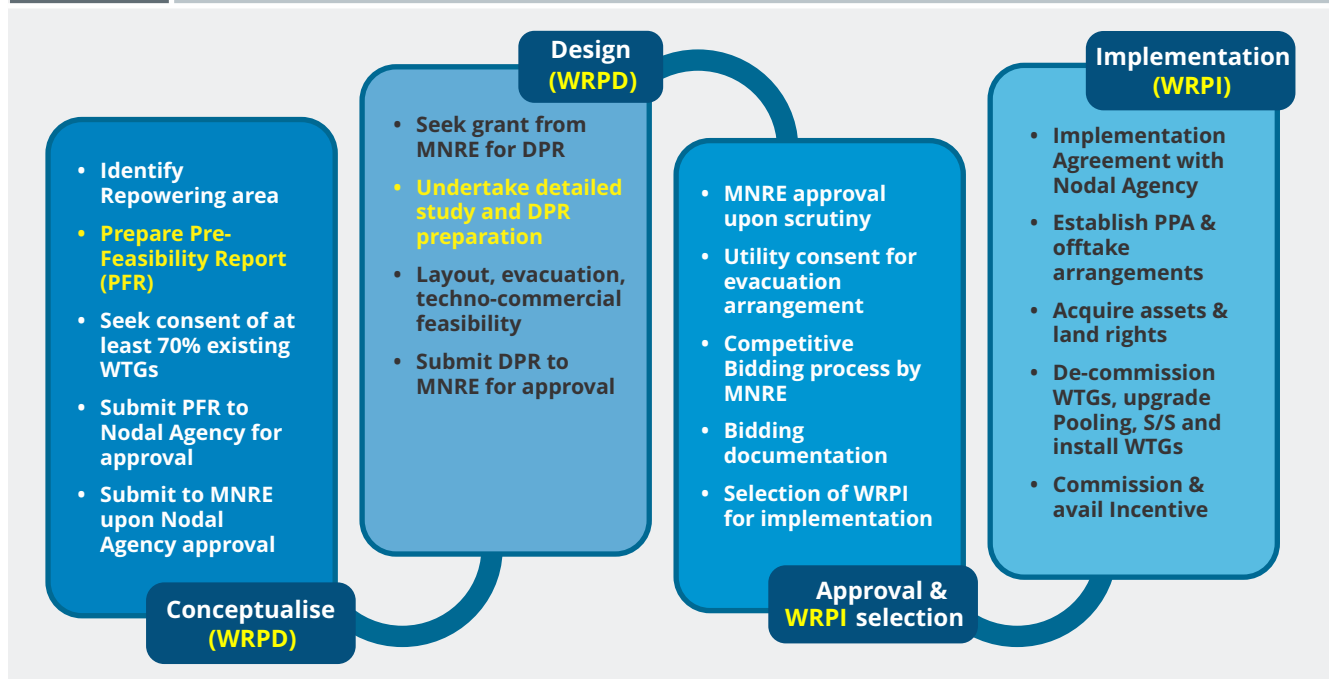 Conceptualise
(WRPD)
• Identify
Repowering area
• Prepare Pre-
Feasibility Report
(PFR)
• Seek consent of at
least 70% existing
WTGs
• Submit PFR to
Nodal Agency for
approval
• Submit to MNRE
upon Nodal
Agency approval
Design
(WRPD)
• Seek grant from
MNRE for DPR
• Undertake detailed
study and DPR
preparation
• Layout, evacuation,
techno-commercial
feasibility
• Submit DPR to
MNRE for approval
Approval &
WRPI selection
• MNRE approval
upon scrutiny
• Utility consent for
evacuation
arrangement
• Competitive
Bidding process by
MNRE
• Bidding
documentation
• Selection of WRPI
for implementation
Implementation
(WRPI)
• Implementation
Agreement with
Nodal Agency
• Establish PPA &
offtake
arrangements
• Acquire assets &
land rights
• De-commission
WTGs, upgrade
Pooling, S/S and
install WTGs
• Commission &
avail Incentive